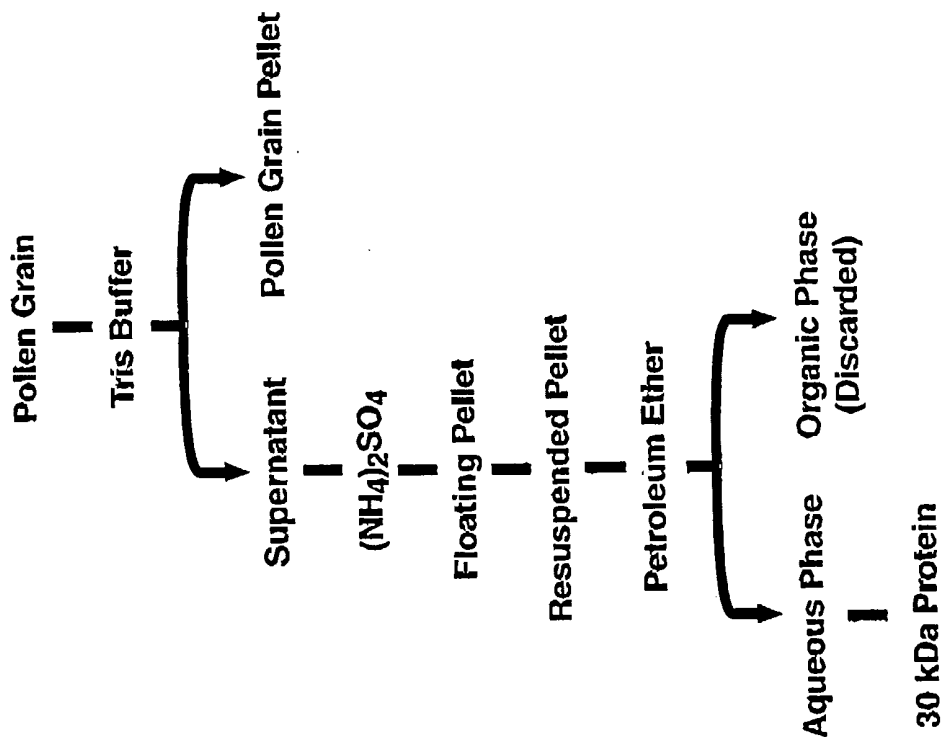 Pollen Grain
Tris Buffer
Supernatant
Pollen Grain Pellet
(NH4)2SO4
Floating Pellet
Resuspended Pellet
Petroleum Ether
Aqueous Phase
Organic Phase
(Discarded)
30 kDa Protein